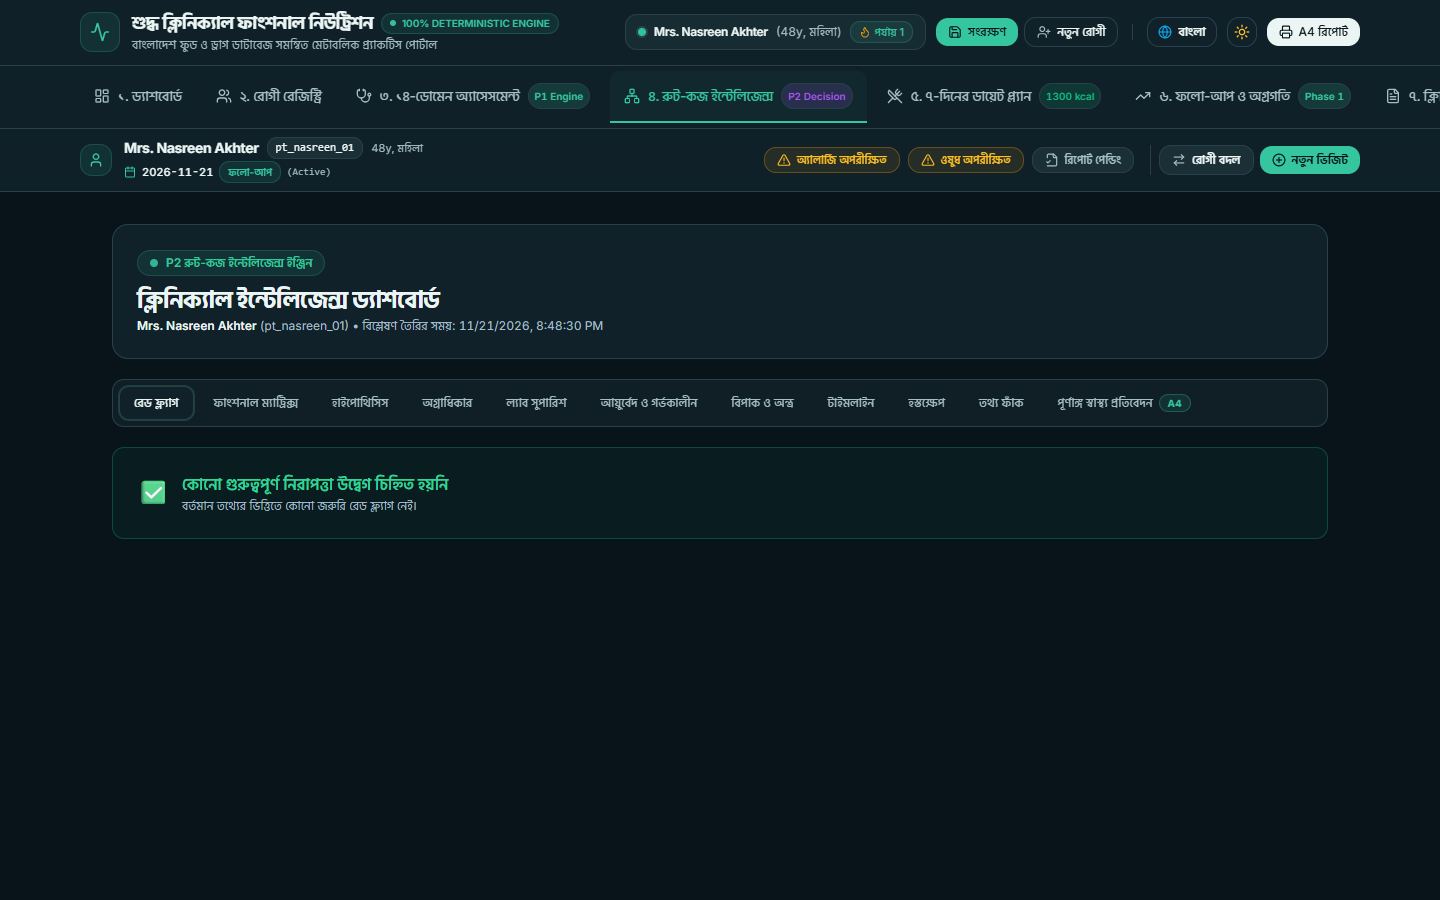 শুদ্ধ ক্লিনিক্যাল ফাংশনাল নিউট্রিশন
100% DETERMINISTIC ENGINE
বাংলাদেশ ফুড ও ড্রাগ ডাটাবেজ সমন্বিত মেটাবলিক প্র্যাকটিস পোর্টাল
Mrs. Nasreen Akhter (48y, মহিলা) পর্যায় 1
সংরক্ষণ
নতুন রোগী
বাংলা
A4 রিপোর্ট
১. ড্যাশবোর্ড
২. রোগী রেজিস্ট্রি
৩. ১৪-ডোমেন অ্যাসেসমেন্ট P1 Engine
৪. রুট-কজ ইন্টেলিজেন্স P2 Decision
৫. ৭-দিনের ডায়েট প্ল্যান 1300 kcal
৬. ফলো-আপ ও অগ্রগতি Phase 1
৭. ক্লি
Mrs. Nasreen Akhter pt_nasreen_01 48y, মহিলা
2026-11-21 ফলো-আপ (Active)
অ্যালার্জি অপরীক্ষিত
ওষুধ অপরীক্ষিত
রিপোর্ট পেন্ডিং
রোগী বদল
নতুন ভিজিট
P2 রুট-কজ ইন্টেলিজেন্স ইঞ্জিন
ক্লিনিক্যাল ইন্টেলিজেন্স ড্যাশবোর্ড
Mrs. Nasreen Akhter (pt_nasreen_01) • বিশ্লেষণ তৈরির সময়: 11/21/2026, 8:48:30 PM
রেড ফ্ল্যাগ
ফাংশনাল ম্যাট্রিক্স
হাইপোথিসিস
অগ্রাধিকার
ল্যাব সুপারিশ
আয়ুর্বেদ ও গর্ভকালীন
বিপাক ও অন্ত্র
টাইমলাইন
হস্তক্ষেপ
তথ্য ফাঁক
পূর্ণাঙ্গ স্বাস্থ্য প্রতিবেদন A4
কোনো গুরুত্বপূর্ণ নিরাপত্তা উদ্বেগ চিহ্নিত হয়নি
বর্তমান তথ্যের ভিত্তিতে কোনো জরুরি রেড ফ্ল্যাগ নেই।